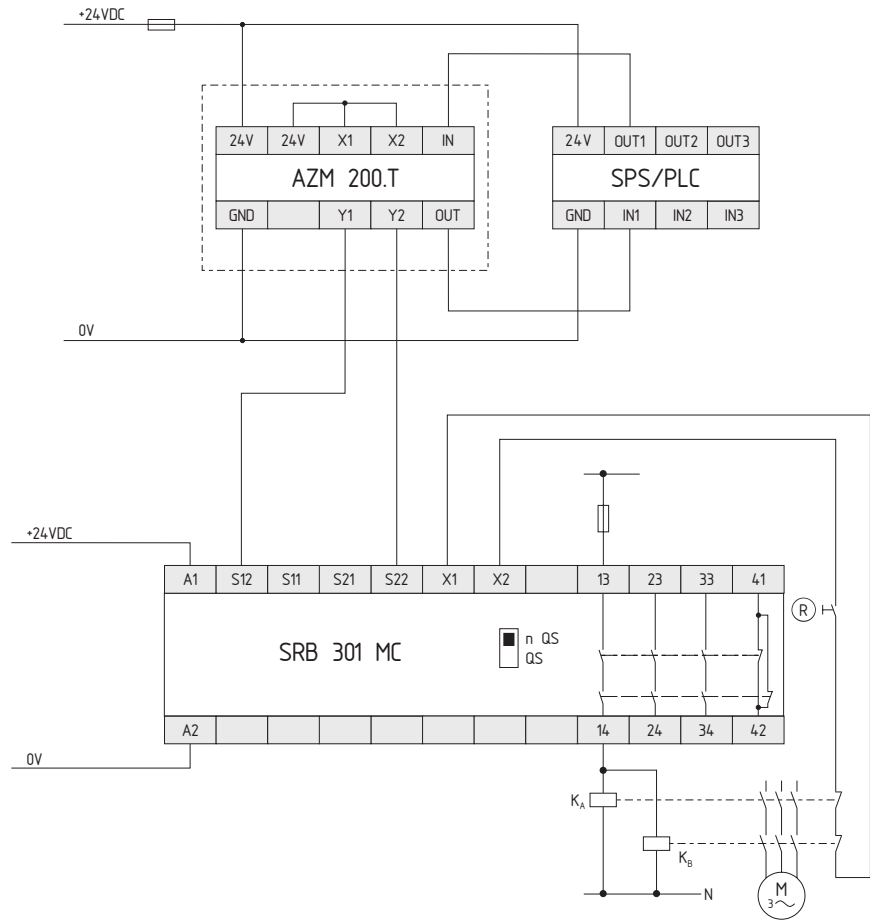 +24VDC
24V 24V X1 X2 IN
AZM 200.T
GND Y1 Y2 OUT
24V OUT1 OUT2 OUT3
SPS/PLC
GND IN1 IN2 IN3
0V
+24VDC
A1 S12 S11 S21 S22 X1 X2 13 23 33 41
SRB 301 MC
n QS
QS
R
A2 14 24 34 42
0V
KA
KB
N
M
3